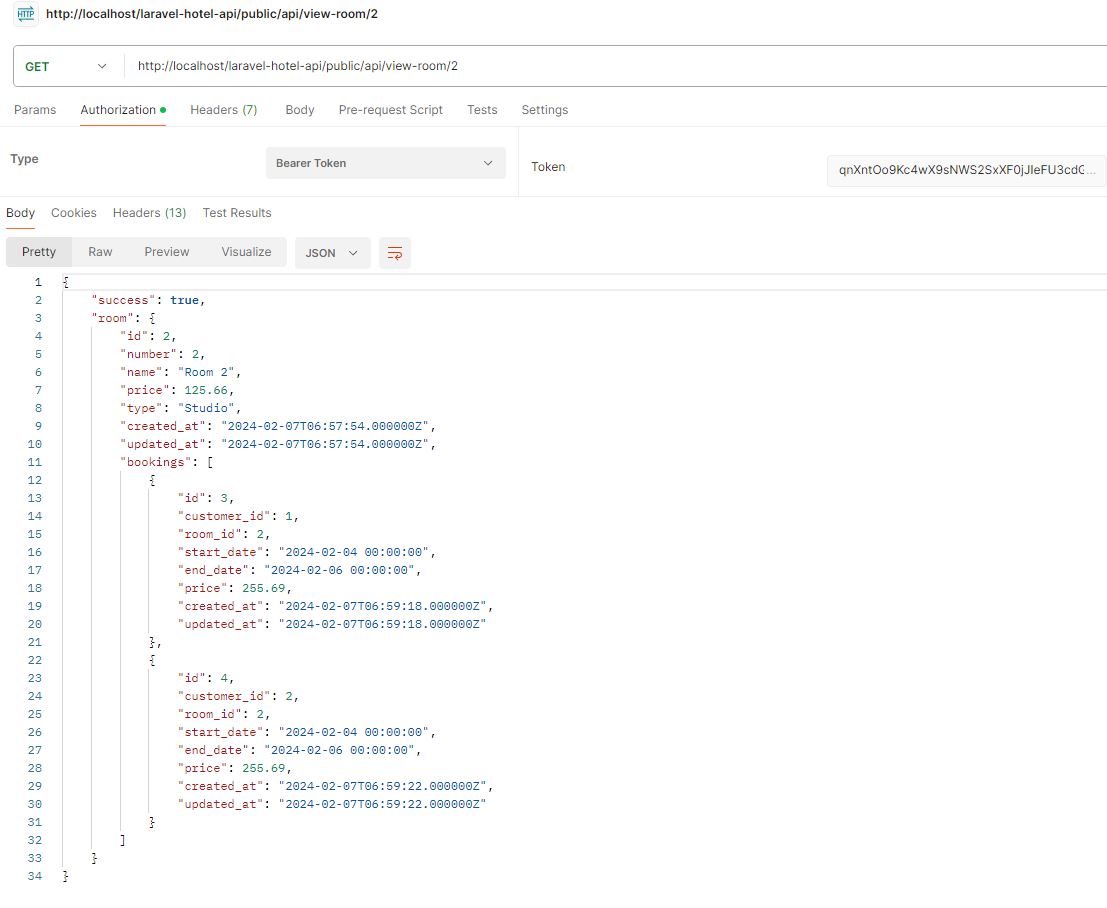 HTTP http://localhost/laravel-hotel-api/public/api/view-room/2
GET http://localhost/laravel-hotel-api/public/api/view-room/2
Params Authorization Headers (7) Body Pre-request Script Tests Settings
Type Bearer Token Token qnXntOo9Kc4wX9sNWS2SxXF0jJIeFU3cdG...
Body Cookies Headers (13) Test Results
Pretty Raw Preview Visualize JSON
1 {
2 "success": true,
3 "room": {
4 "id": 2,
5 "number": 2,
6 "name": "Room 2",
7 "price": 125.66,
8 "type": "Studio",
9 "created_at": "2024-02-07T06:57:54.000000Z",
10 "updated_at": "2024-02-07T06:57:54.000000Z",
11 "bookings": [
12 {
13 "id": 3,
14 "customer_id": 1,
15 "room_id": 2,
16 "start_date": "2024-02-04 00:00:00",
17 "end_date": "2024-02-06 00:00:00",
18 "price": 255.69,
19 "created_at": "2024-02-07T06:59:18.000000Z",
20 "updated_at": "2024-02-07T06:59:18.000000Z"
21 },
22 {
23 "id": 4,
24 "customer_id": 2,
25 "room_id": 2,
26 "start_date": "2024-02-04 00:00:00",
27 "end_date": "2024-02-06 00:00:00",
28 "price": 255.69,
29 "created_at": "2024-02-07T06:59:22.000000Z",
30 "updated_at": "2024-02-07T06:59:22.000000Z"
31 }
32 ]
33 }
34 }